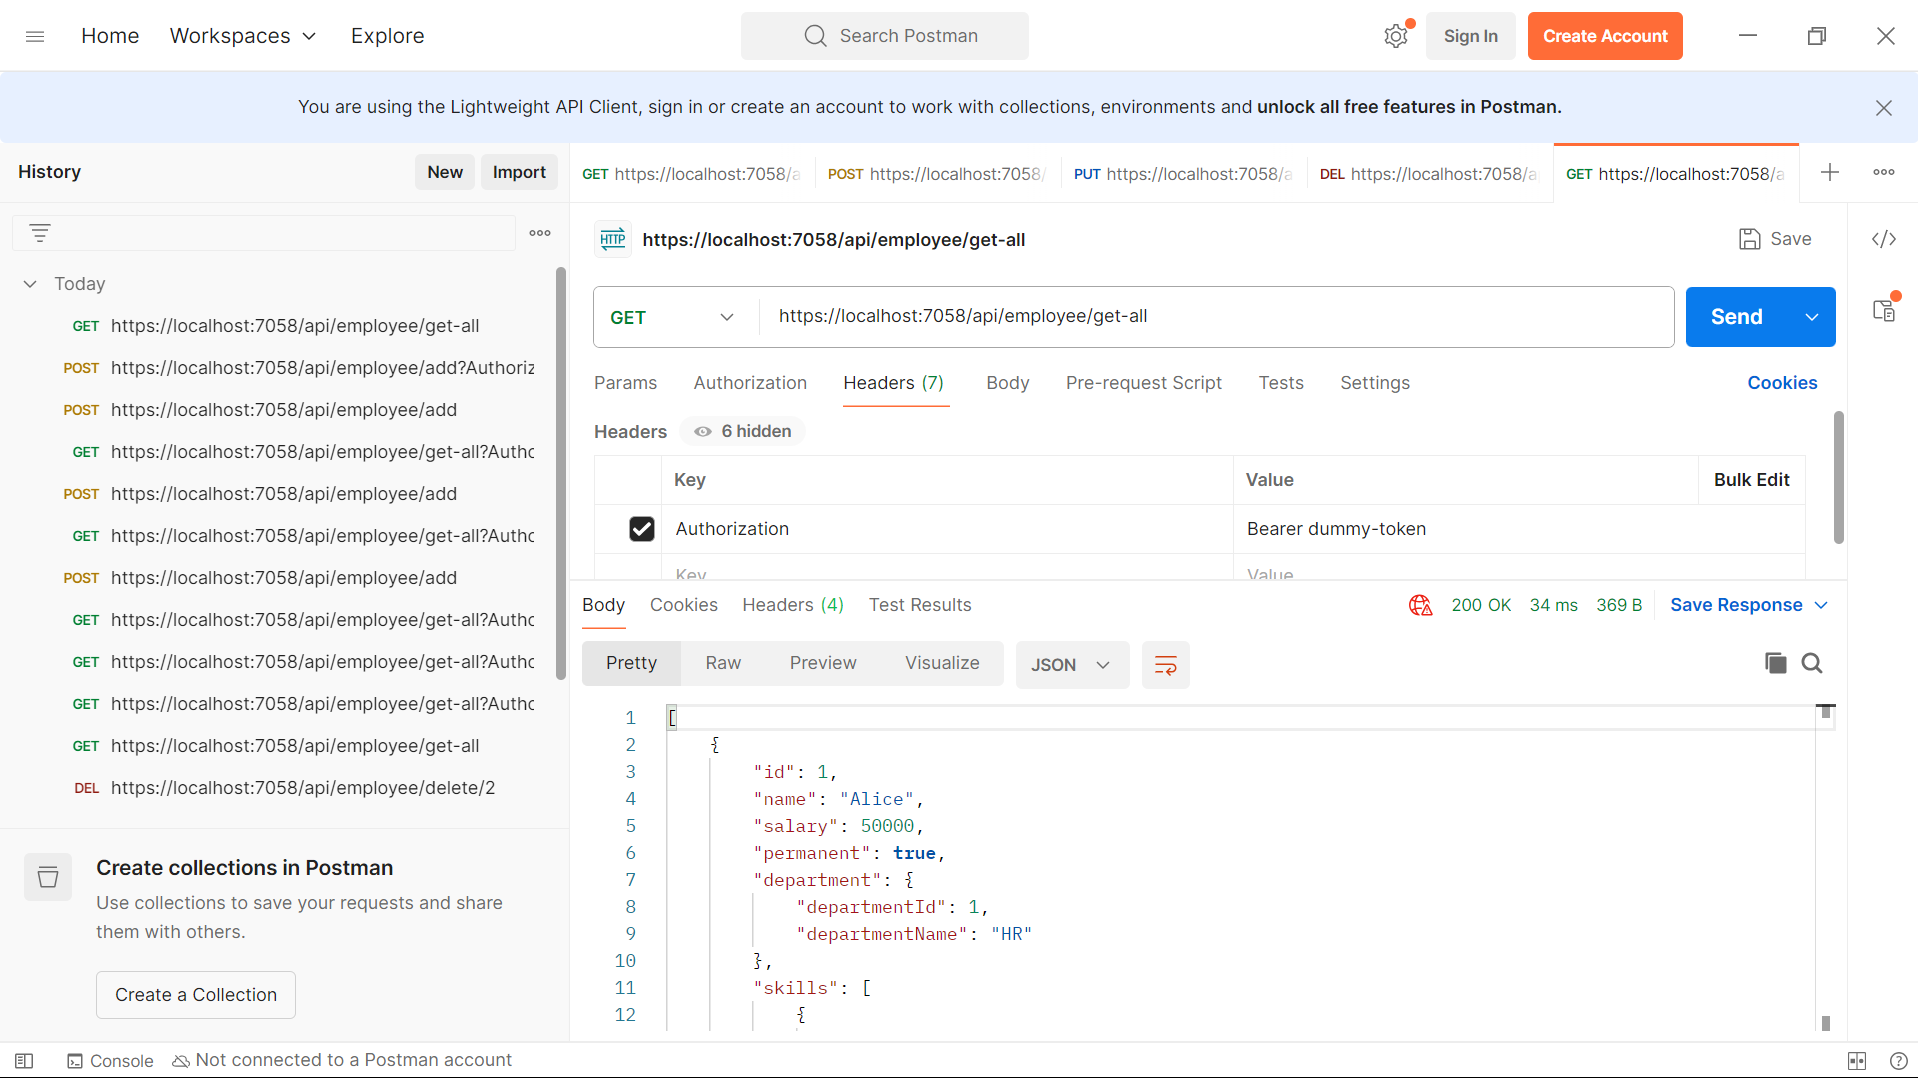 Home Workspaces Explore Search Postman Sign In Create Account
You are using the Lightweight API Client, sign in or create an account to work with collections, environments and unlock all free features in Postman.
History New Import
GET https://localhost:7058/a POST https://localhost:7058/ PUT https://localhost:7058/a DEL https://localhost:7058/a GET https://localhost:7058/a
HTTP https://localhost:7058/api/employee/get-all Save
Today
GET https://localhost:7058/api/employee/get-all
POST https://localhost:7058/api/employee/add?Authoriz
POST https://localhost:7058/api/employee/add
GET https://localhost:7058/api/employee/get-all?Autho
POST https://localhost:7058/api/employee/add
GET https://localhost:7058/api/employee/get-all?Autho
POST https://localhost:7058/api/employee/add
GET https://localhost:7058/api/employee/get-all?Autho
GET https://localhost:7058/api/employee/get-all?Autho
GET https://localhost:7058/api/employee/get-all?Autho
GET https://localhost:7058/api/employee/get-all
DEL https://localhost:7058/api/employee/delete/2
Create collections in Postman
Use collections to save your requests and share
them with others.
Create a Collection
GET https://localhost:7058/api/employee/get-all Send
Params Authorization Headers (7) Body Pre-request Script Tests Settings Cookies
Headers 6 hidden
Key Value Bulk Edit
Authorization Bearer dummy-token
Key Value
Body Cookies Headers (4) Test Results 200 OK 34 ms 369 B Save Response
Pretty Raw Preview Visualize JSON
1 [
2 {
3 "id": 1,
4 "name": "Alice",
5 "salary": 50000,
6 "permanent": true,
7 "department": {
8 "departmentId": 1,
9 "departmentName": "HR"
10 },
11 "skills": [
12 {
Console Not connected to a Postman account